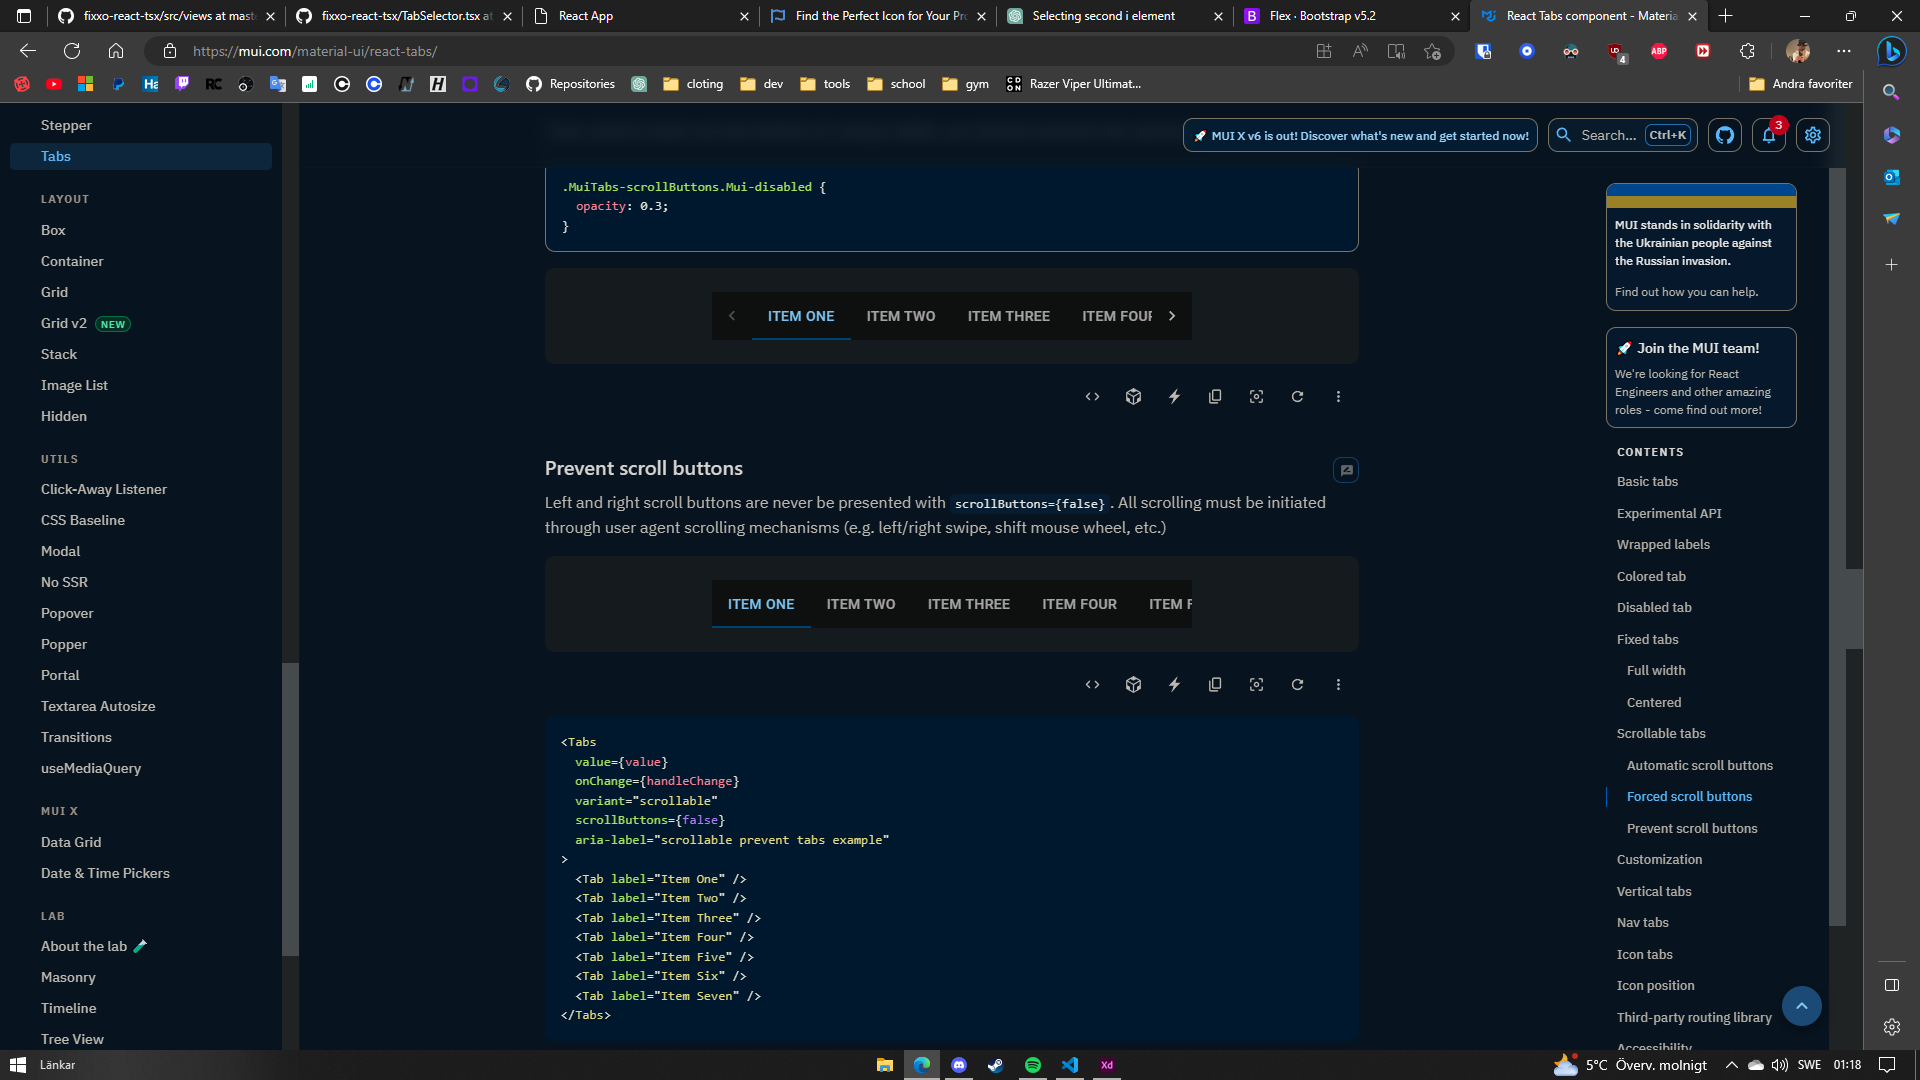 fixxo-react-tsx/src/views at maste
fixxo-react-tsx/TabSelector.tsx at
React App
Find the Perfect Icon for Your Pro
Selecting second i element
Flex · Bootstrap v5.2
React Tabs component - Materia
https://mui.com/material-ui/react-tabs/
4
ABP
Ha
RC
H
Repositories
cloting
dev
tools
school
gym
CD
ON
Razer Viper Ultimat...
Andra favoriter
Stepper
Tabs
LAYOUT
Box
Container
Grid
Grid v2 NEW
Stack
Image List
Hidden
UTILS
Click-Away Listener
CSS Baseline
Modal
No SSR
Popover
Popper
Portal
Textarea Autosize
Transitions
useMediaQuery
MUI X
Data Grid
Date & Time Pickers
LAB
About the lab 🧪
Masonry
Timeline
Tree View
🚀 MUI X v6 is out! Discover what's new and get started now!
Search... Ctrl+K
3
.MuiTabs-scrollButtons.Mui-disabled {
  opacity: 0.3;
}
ITEM ONE ITEM TWO ITEM THREE ITEM FOUR
Prevent scroll buttons
Left and right scroll buttons are never be presented with scrollButtons={false}. All scrolling must be initiated
through user agent scrolling mechanisms (e.g. left/right swipe, shift mouse wheel, etc.)
ITEM ONE ITEM TWO ITEM THREE ITEM FOUR ITEM F
<Tabs
  value={value}
  onChange={handleChange}
  variant="scrollable"
  scrollButtons={false}
  aria-label="scrollable prevent tabs example"
>
  <Tab label="Item One" />
  <Tab label="Item Two" />
  <Tab label="Item Three" />
  <Tab label="Item Four" />
  <Tab label="Item Five" />
  <Tab label="Item Six" />
  <Tab label="Item Seven" />
</Tabs>
MUI stands in solidarity with
the Ukrainian people against
the Russian invasion.
Find out how you can help.
🚀 Join the MUI team!
We're looking for React
Engineers and other amazing
roles - come find out more!
CONTENTS
Basic tabs
Experimental API
Wrapped labels
Colored tab
Disabled tab
Fixed tabs
Full width
Centered
Scrollable tabs
Automatic scroll buttons
Forced scroll buttons
Prevent scroll buttons
Customization
Vertical tabs
Nav tabs
Icon tabs
Icon position
Third-party routing library
Accessibility
Länkar
Xd
5°C Överv. molnigt
SWE
01:18